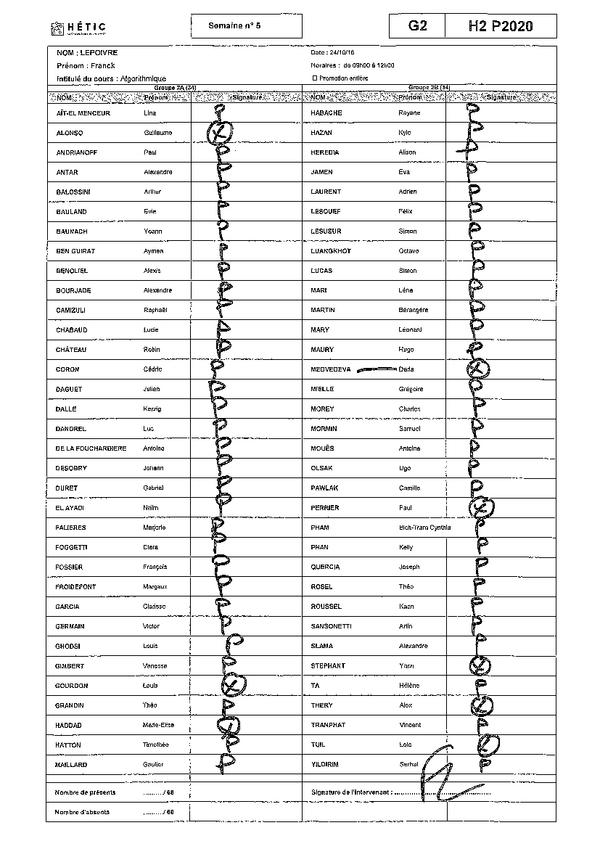 HÉTIC
Semaine n° 5
G2 H2 P2020
NOM : LEPOIVRE Date : 24/10/16
Prénom : Franck Horaires : de 09h00 à 12h00
Intitulé du cours : Algorithmique ☐ Promotion entière
Groupe 2A (34) Groupe 2B (34)
NOM Prénom Signature NOM Prénom Signature
AÏT-EL MENCEUR Lina P HABACHE Rayane P
ALONSO Guillaume X HAZAN Kyle P
ANDRIANOFF Paul P HEREDIA Alison P
ANTAR Alexandre P JAMEN Eva P
BALOSSINI Arthur P LAURENT Adrien P
BAULAND Evie P LESOUEF Félix P
BAUNACH Yoann P LESUEUR Simon P
BEN GUIRAT Aymen P LUANGKHOT Octave P
BENOLIEL Alexis P LUCAS Simon P
BOURJADE Alexandre P MARI Léna P
CAMIZULI Raphaël P MARTIN Bérangère P
CHABAUD Lucie P MARY Léonard P
CHÂTEAU Robin P MAURY Hugo P
CORON Cédric P MEDVEDEVA Dada X
DAGUET Julien P MIELLE Grégoire P
DALLE Kenrig P MOREY Charles P
DANDREL Luc P MORMIN Samuel P
DE LA FOUCHARDIERE Antoine P MOUËS Antoine P
DESOBRY Johann P OLSAK Ugo P
DURET Gabriel P PAWLAK Camille P
EL AYADI Naïm P PERRIER Paul X
FALIERES Marjorie P PHAM Bich-Tram Cynthia P
FOGGETTI Clara P PHAN Kelly P
FOSSIER François P QUERCIA Joseph P
FROIDEFONT Margaux P ROSEL Théo P
GARCIA Clarisse P ROUSSEL Kaan P
GERMAIN Victor P SANSONETTI Arlin P
GHODSI Louis P SLAMA Alexandre P
GIMBERT Vanessa P STEPHANT Yann X
GOURDON Louis X TA Hélène P
GRANDIN Théo P THERY Alex X
HADDAD Marie-Elise X TRANPHAT Vincent P
HATTON Timothée P TUIL Lola X
MAILLARD Gautier P YILDIRIM Serhat P
Nombre de présents ........./ 68 Signature de l'intervenant :
Nombre d'absents ........./ 68